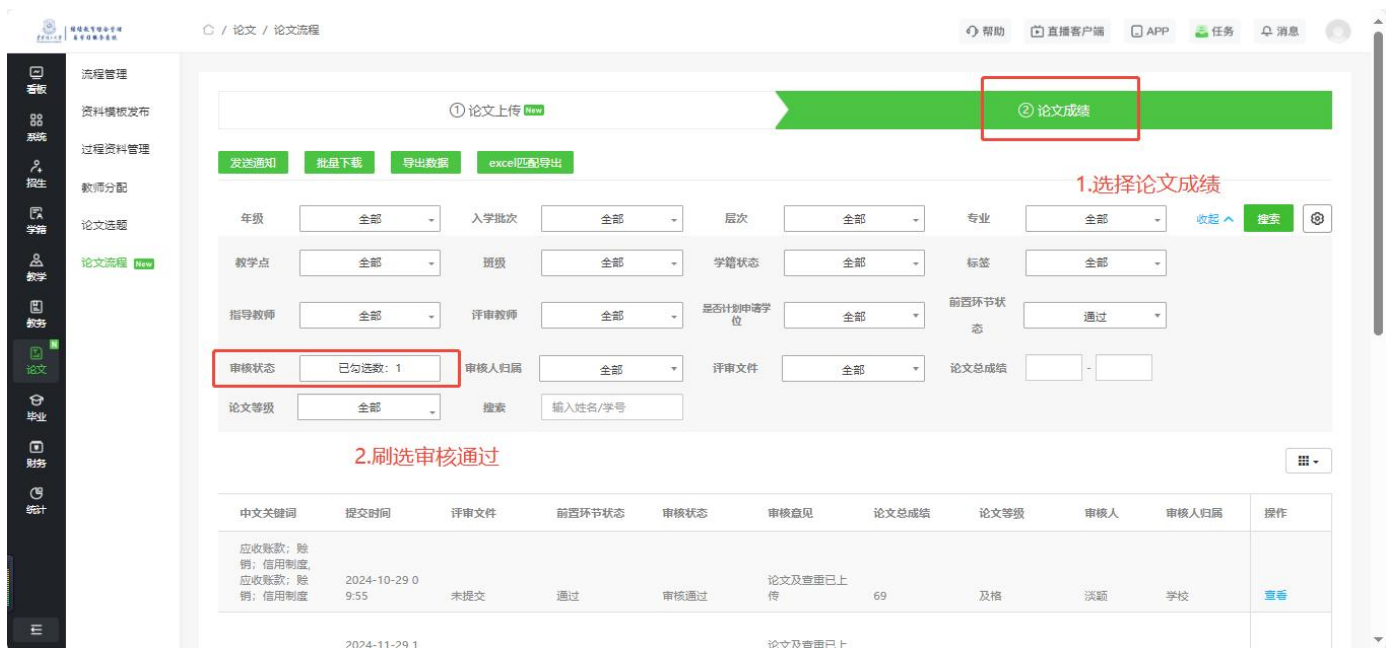 继续教育综合管理
真有自服务系统
/ 论文 / 论文流程
帮助 直播客户端 APP 任务 消息
看板
系统
招生
学籍
教学
教务
N
论文
毕业
财务
统计
流程管理
资料模板发布
过程资料管理
教师分配
论文选题
论文流程 New
① 论文上传 New ② 论文成绩
发送通知 批量下载 导出数据 excel匹配导出
1.选择论文成绩
年级 全部 入学批次 全部 层次 全部 专业 全部 收起 搜索
教学点 全部 班级 全部 学籍状态 全部 标签 全部
指导教师 全部 评审教师 全部 是否计划申请学位 全部 前置环节状态 通过
审核状态 已勾选数：1 审核人归属 全部 评审文件 全部 论文总成绩 -
论文等级 全部 搜索 输入姓名/学号
2.刷选审核通过
中文关键词 提交时间 评审文件 前置环节状态 审核状态 审核意见 论文总成绩 论文等级 审核人 审核人归属 操作
应收账款；赊
销；信用制度,
应收账款；赊 2024-10-29 0 论文及查重已上
销；信用制度 9:55 未提交 通过 审核通过 传 69 及格 淡颖 学校 查看
2024-11-29 1 论文及查重已上